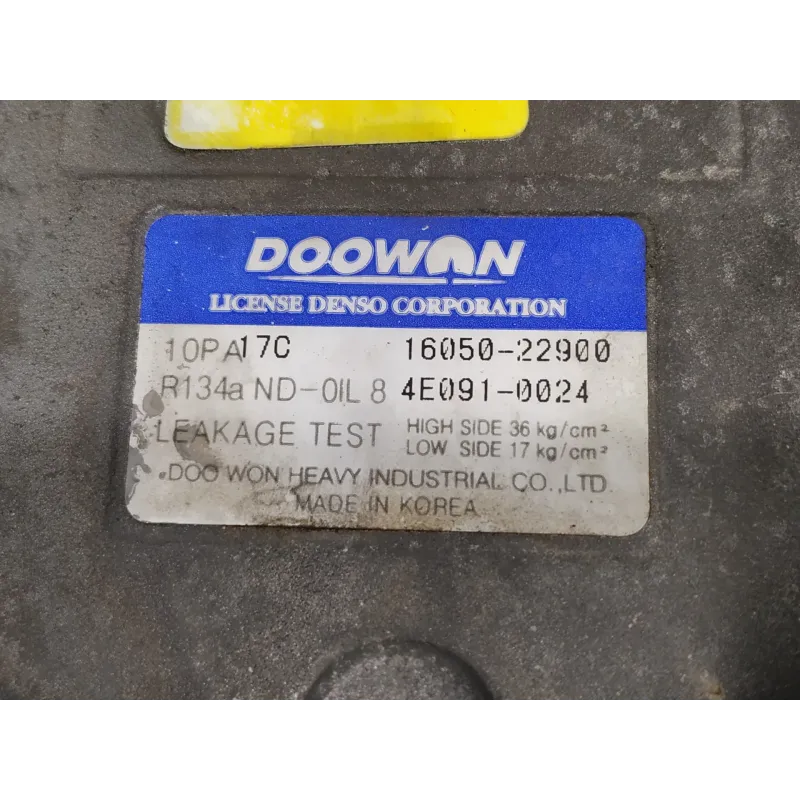 DOOWON
LICENSE DENSO CORPORATION
10PA17C 16050-22900
R134a ND-OIL 8 4E091-0024
LEAKAGE TEST HIGH SIDE 36 kg/cm²
LOW SIDE 17 kg/cm²
DOO WON HEAVY INDUSTRIAL CO.,LTD.
MADE IN KOREA